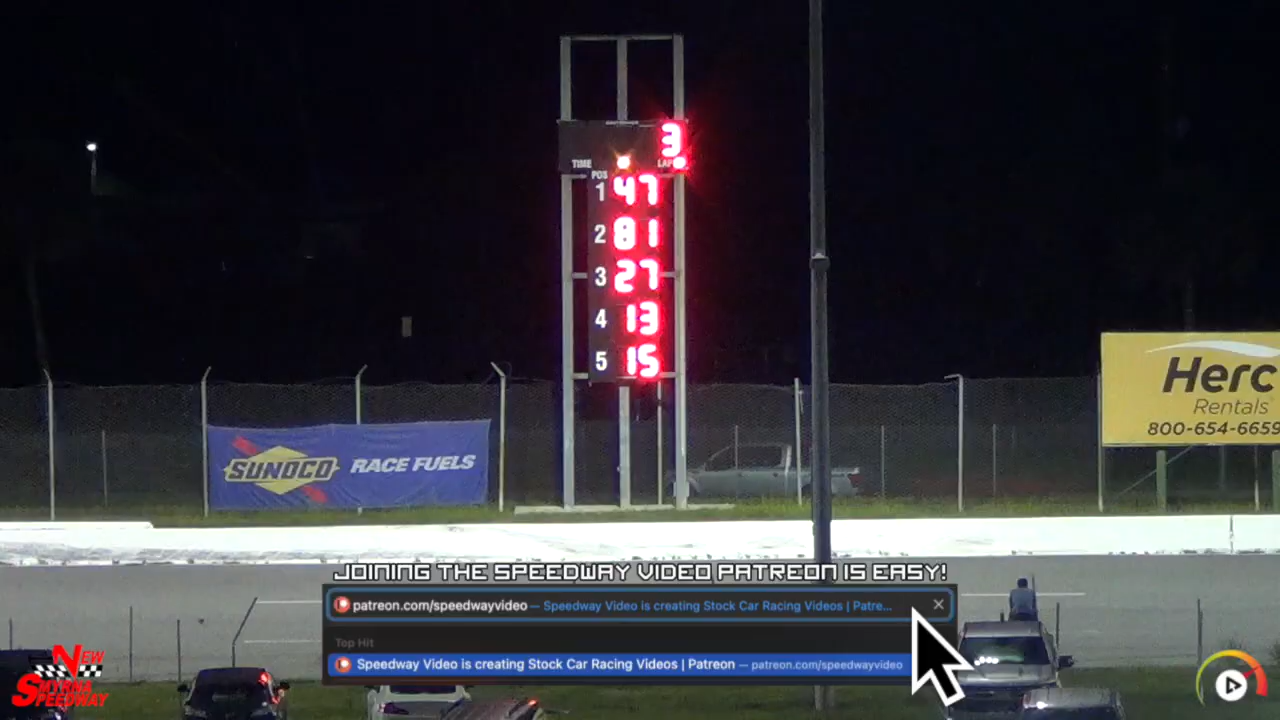 3
TIME LAP
POS
1 47
2 81
3 27
4 13
5 15
SUNOCO RACE FUELS
Herc
Rentals
800-654-6659
JOINING THE SPEEDWAY VIDEO PATREON IS EASY!
patreon.com/speedwayvideo — Speedway Video is creating Stock Car Racing Videos | Patre...
Top Hit
Speedway Video is creating Stock Car Racing Videos | Patreon — patreon.com/speedwayvideo
NEW
SMYRNA
SPEEDWAY